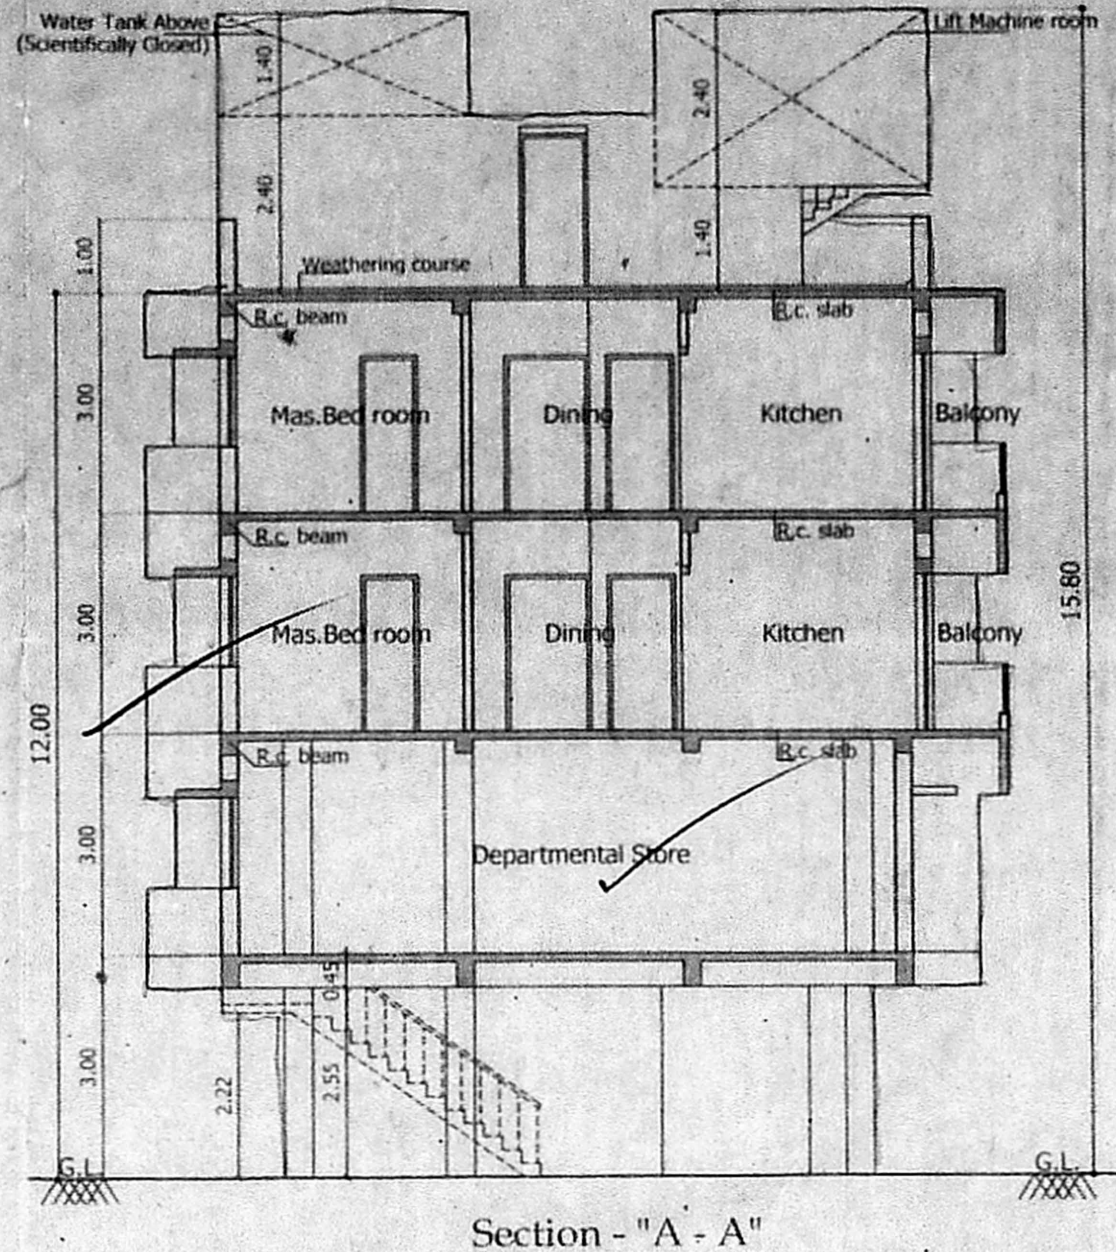 Water Tank Above
(Scientifically Closed)
Lift Machine room
1.40
2.40
2.40
1.40
1.00
Weathering course
R.c. beam
R.c. slab
3.00
Mas.Bed room
Dining
Kitchen
Balcony
R.c. beam
R.c. slab
15.80
3.00
Mas.Bed room
Dining
Kitchen
Balcony
12.00
R.c. beam
R.c. slab
3.00
Departmental Store
0.45
3.00
2.22
2.55
G.L.
G.L.
Section - "A - A"